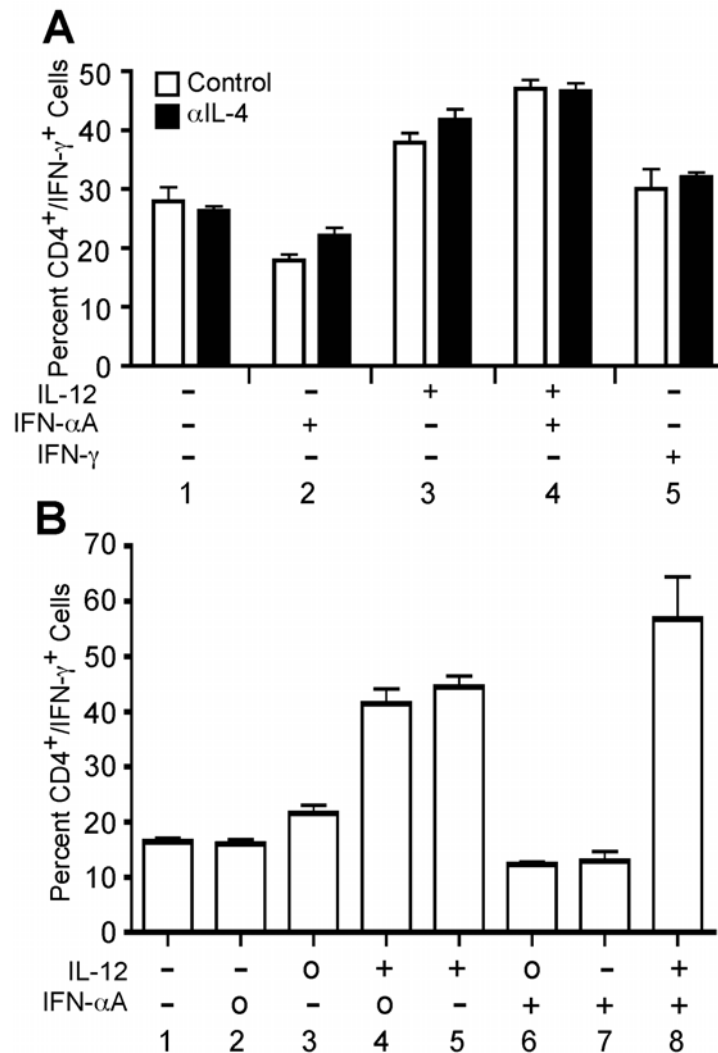 A
Percent CD4+/IFN-γ+ Cells
50
40
30
20
10
0
Control
αIL-4
IL-12 - - + + -
IFN-αA - + - + -
IFN-γ - - - - +
1 2 3 4 5
B
Percent CD4+/IFN-γ+ Cells
70
60
50
40
30
20
10
0
IL-12 - - o + + o - +
IFN-αA - o - o - + + +
1 2 3 4 5 6 7 8